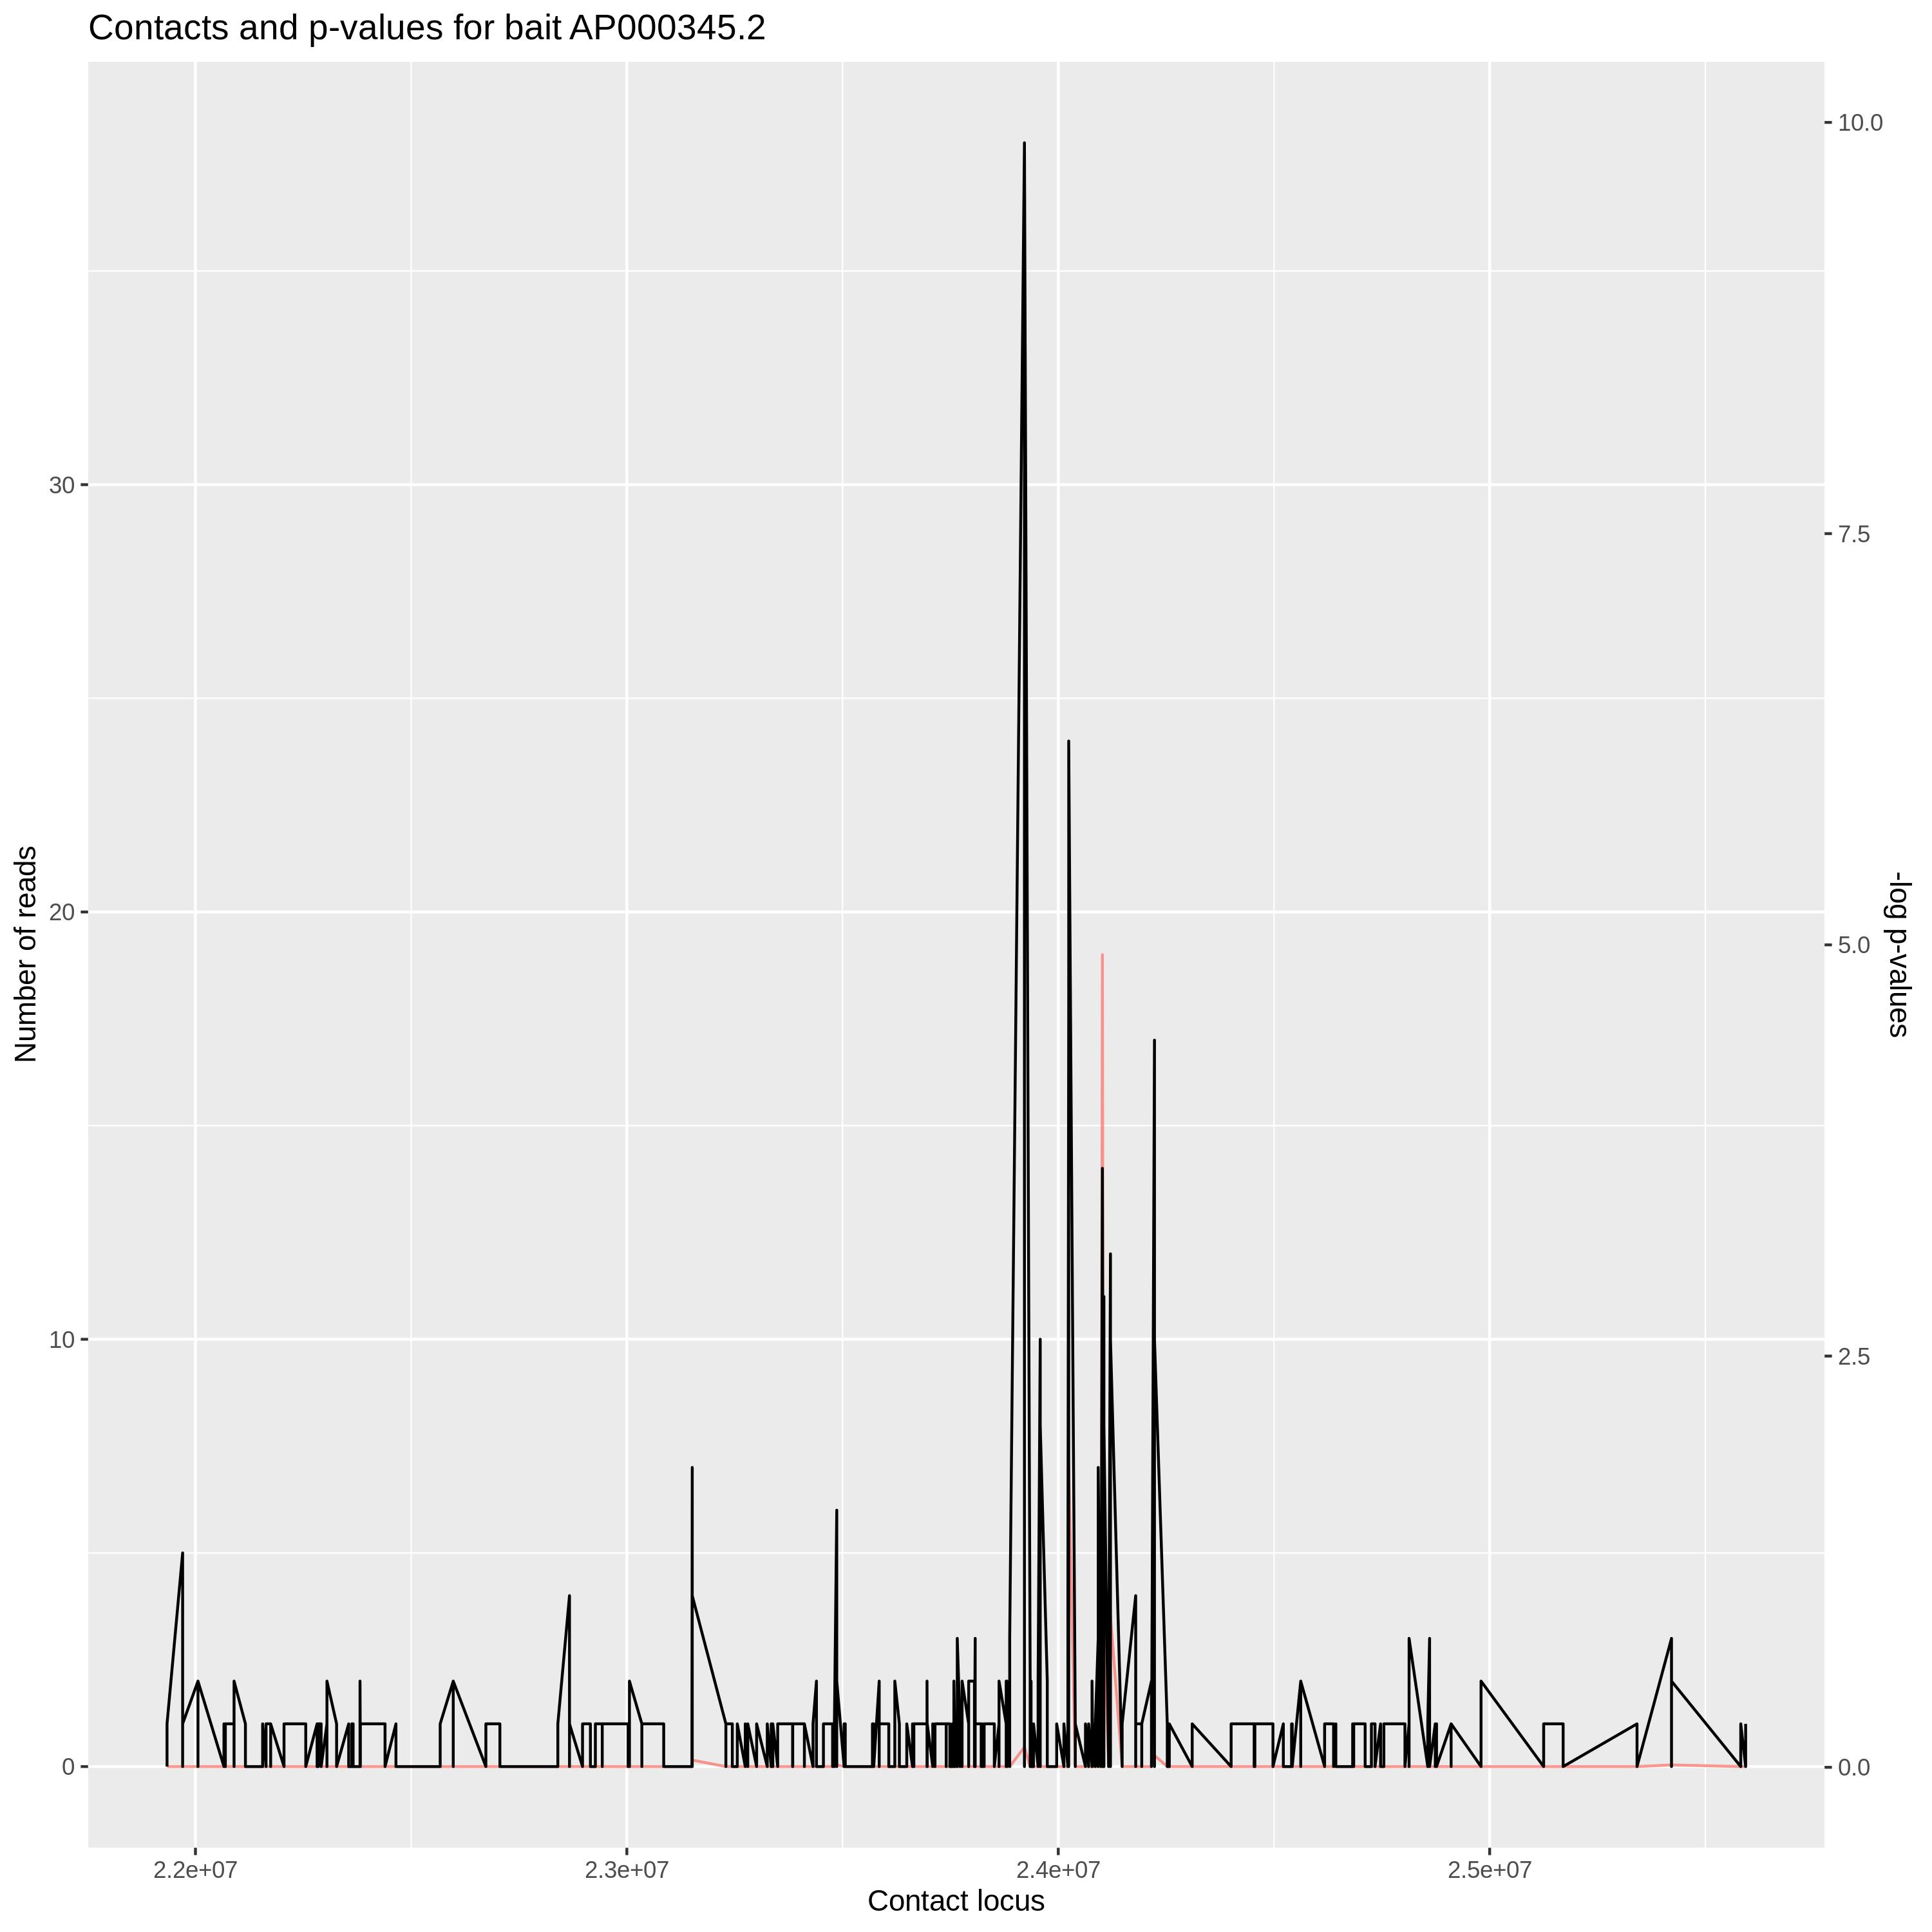 Contacts and p-values for bait AP000345.2
Number of reads
30
20
10
0
10.0
7.5
5.0
2.5
0.0
-log p-values
2.2e+07
2.3e+07
2.4e+07
2.5e+07
Contact locus